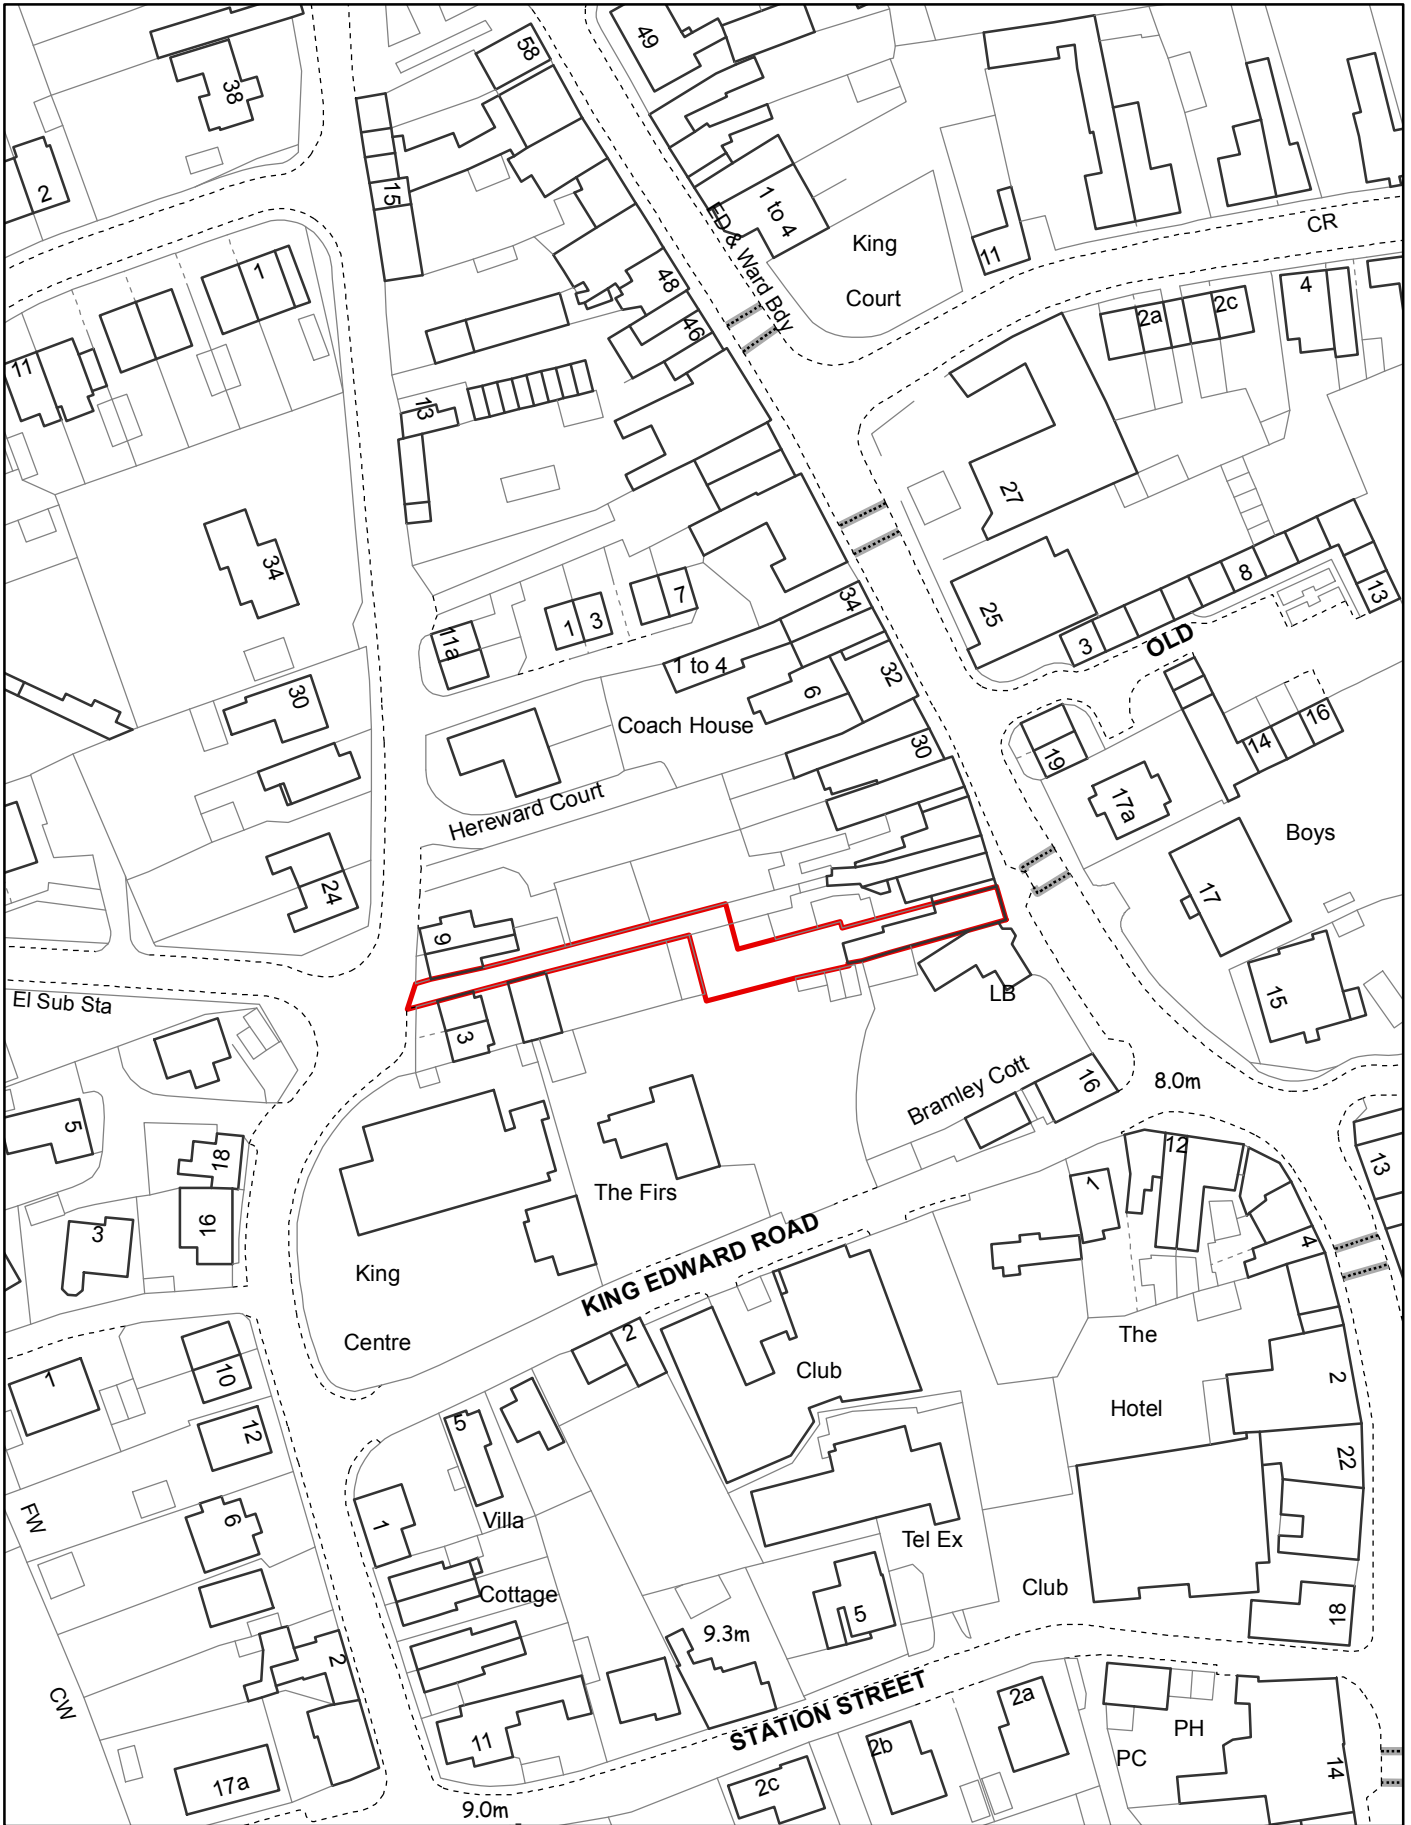 58
49
38
2
15
1 to 4
ED & Ward Bdy
King
Court
11
CR
1
48
46
2a
2c
4
11
13
27
34
25
8
13
3
OLD
11a
1
3
7
34
1 to 4
6
32
30
Coach House
30
19
14
16
17a
Hereward Court
Boys
24
17
9
El Sub Sta
LB
15
3
Bramley Cott
16
8.0m
5
18
12
13
1
The Firs
16
3
KING EDWARD ROAD
4
King
Centre
2
The
Club
2
1
10
Hotel
12
5
22
FW
6
1
Villa
Tel Ex
Cottage
Club
5
18
9.3m
2
CW
STATION STREET
2a
11
2b
PH
PC
14
17a
2c
9.0m